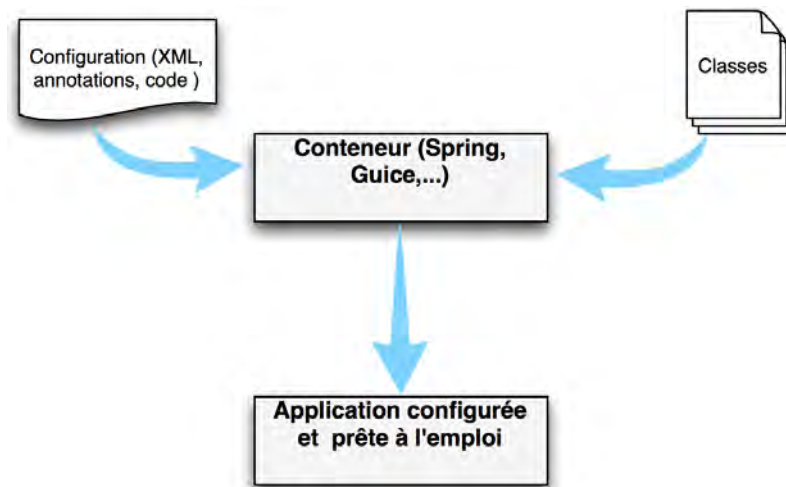 Configuration (XML,
annotations, code )
Classes
Conteneur (Spring,
Guice,...)
Application configurée
et prête à l'emploi